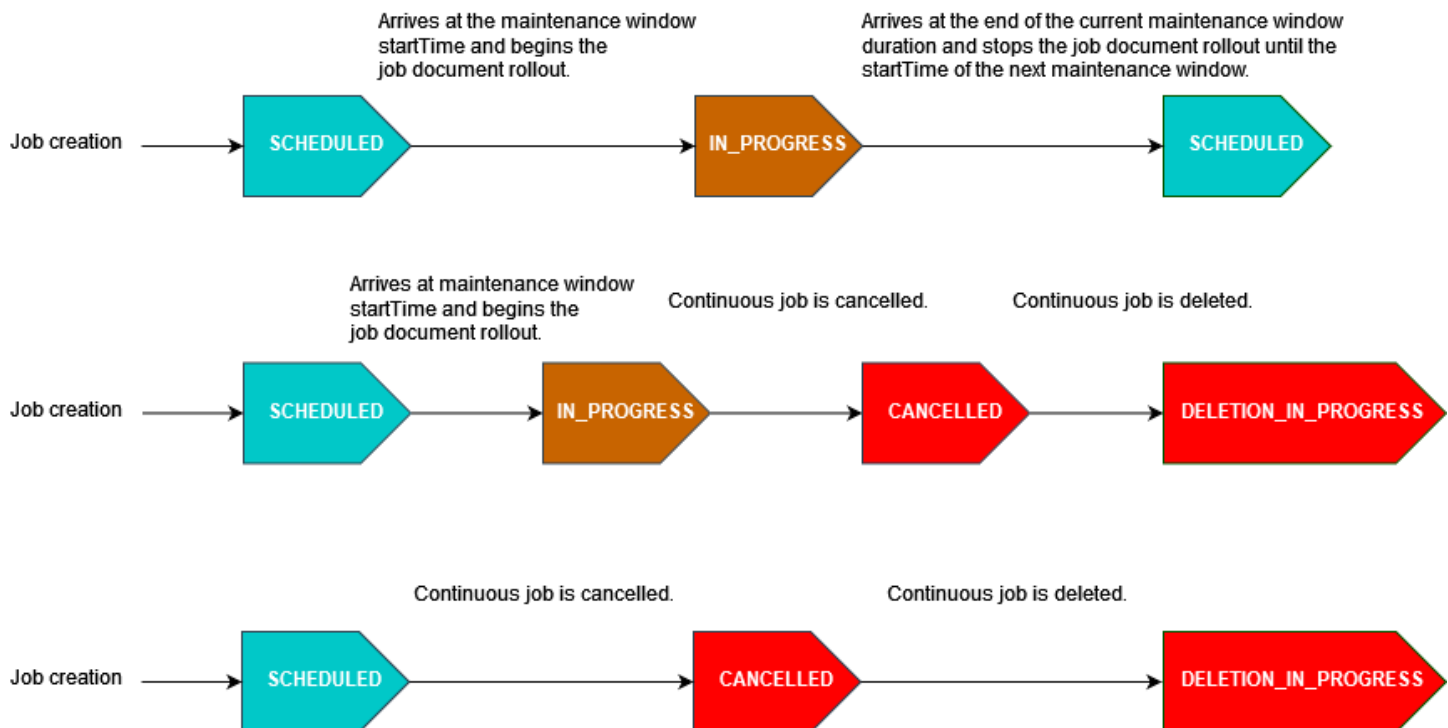 Arrives at the maintenance window
startTime and begins the
job document rollout.
Arrives at the end of the current maintenance window
duration and stops the job document rollout until the
startTime of the next maintenance window.
Job creation
SCHEDULED
IN_PROGRESS
SCHEDULED
Arrives at maintenance window
startTime and begins the
job document rollout.
Continuous job is cancelled.
Continuous job is deleted.
Job creation
SCHEDULED
IN_PROGRESS
CANCELLED
DELETION_IN_PROGRESS
Continuous job is cancelled.
Continuous job is deleted.
Job creation
SCHEDULED
CANCELLED
DELETION_IN_PROGRESS